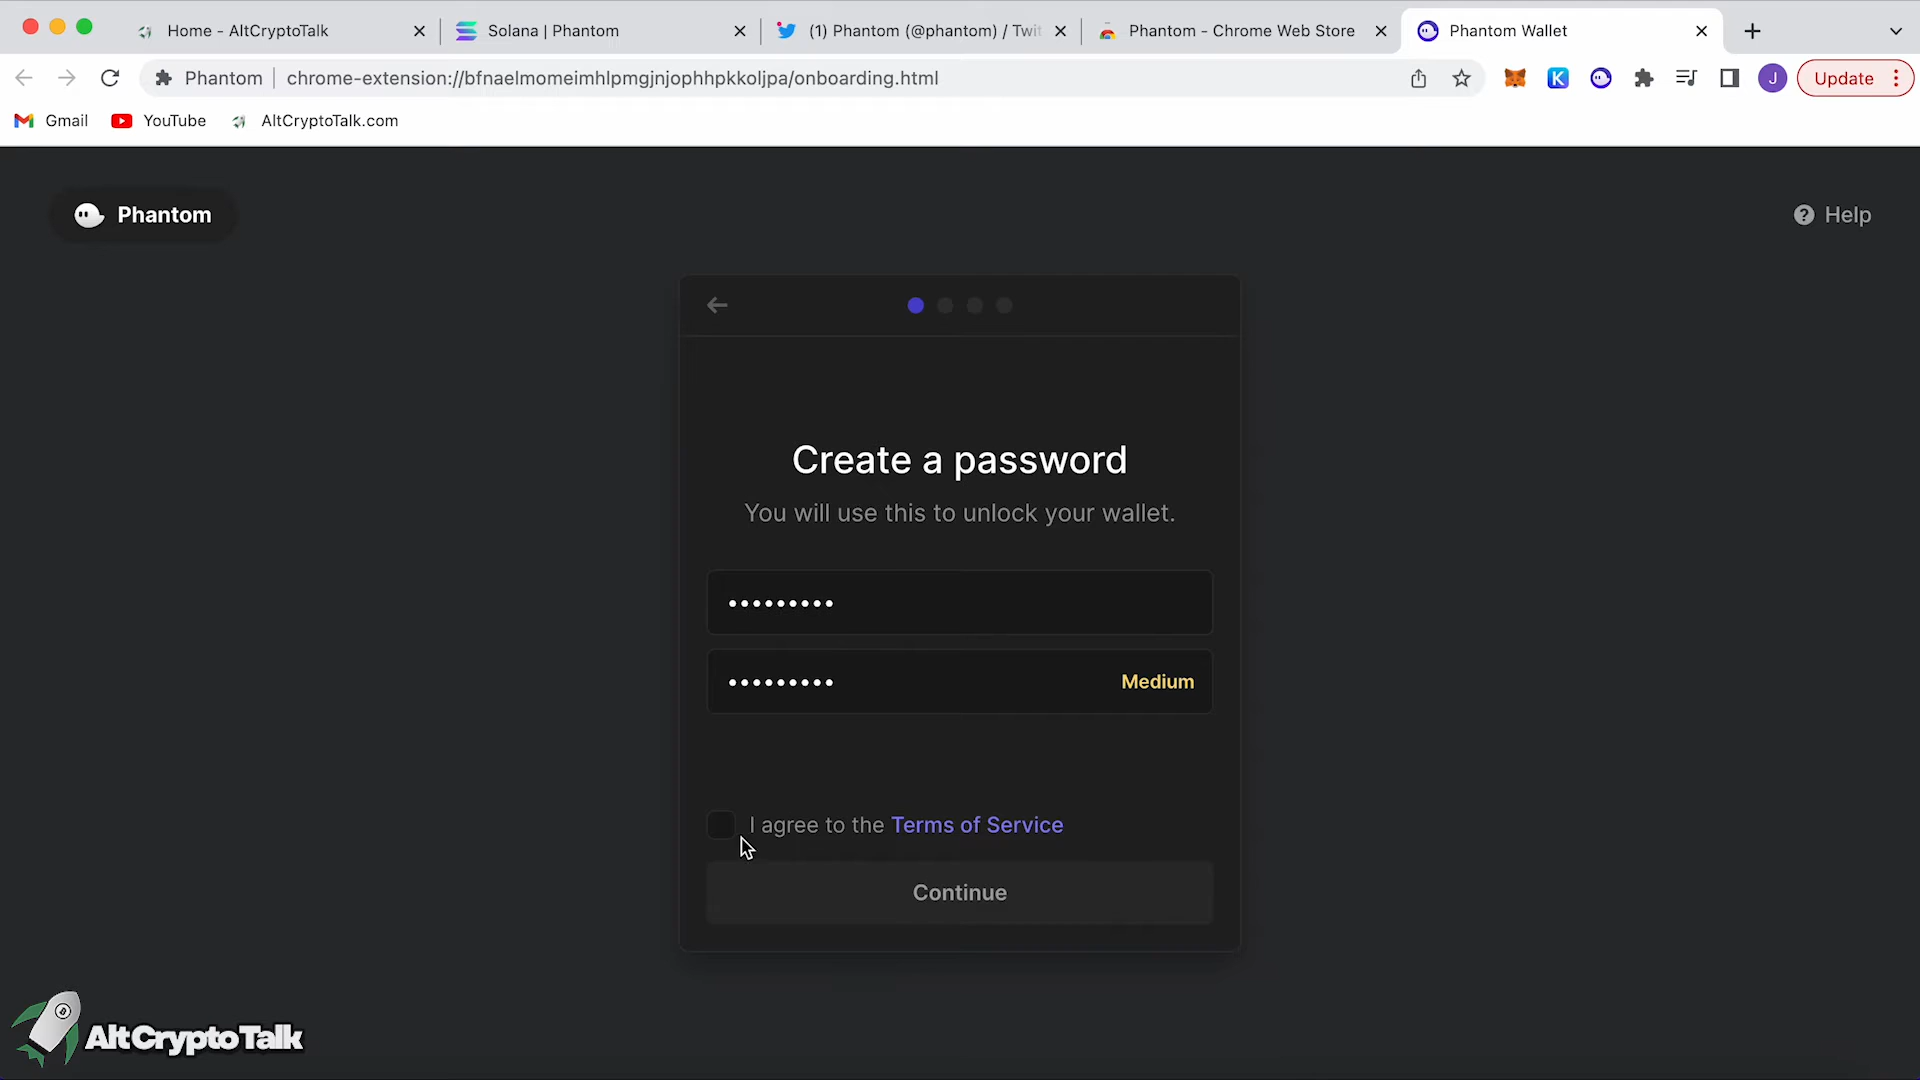 Home - AltCryptoTalk
Solana | Phantom
(1) Phantom (@phantom) / Twit
Phantom - Chrome Web Store
Phantom Wallet
Phantom
chrome-extension://bfnaelmomeimhlpmgjnjophhpkkoljpa/onboarding.html
K
J
Update
Gmail
YouTube
AltCryptoTalk.com
Phantom
? Help
Create a password
You will use this to unlock your wallet.
•••••••••
•••••••••
Medium
I agree to the Terms of Service
Continue
AltCryptoTalk